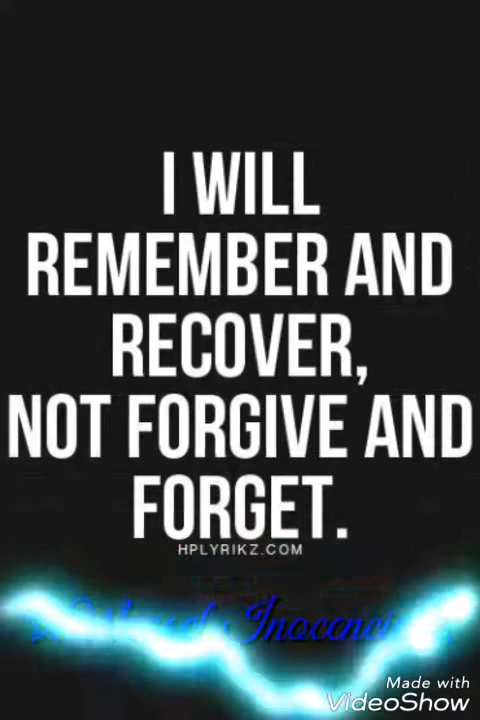 I WILL
REMEMBER AND
RECOVER,
NOT FORGIVE AND
FORGET.
HPLYRIKZ.COM
Made with
VideoShow